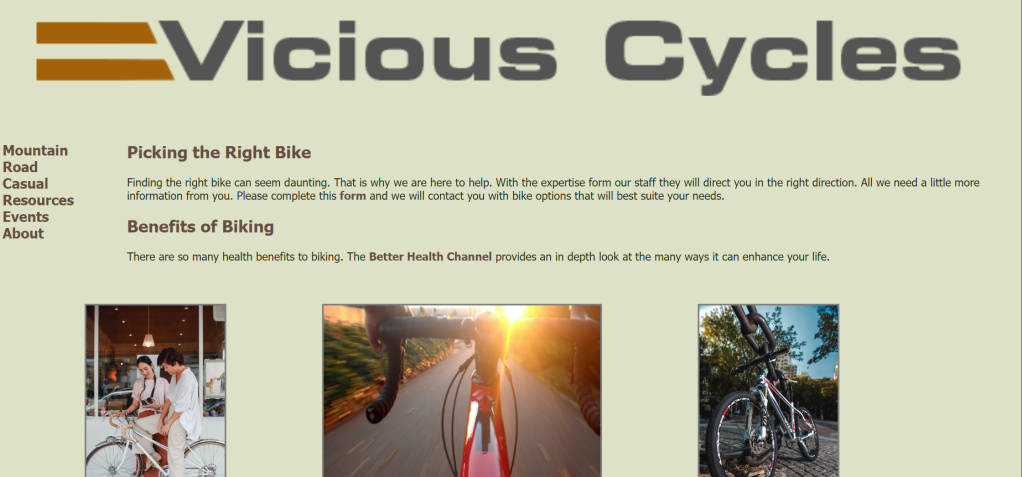 Vicious Cycles
Mountain
Road
Casual
Resources
Events
About
Picking the Right Bike
Finding the right bike can seem daunting. That is why we are here to help. With the expertise form our staff they will direct you in the right direction. All we need a little more
information from you. Please complete this form and we will contact you with bike options that will best suite your needs.
Benefits of Biking
There are so many health benefits to biking. The Better Health Channel provides an in depth look at the many ways it can enhance your life.